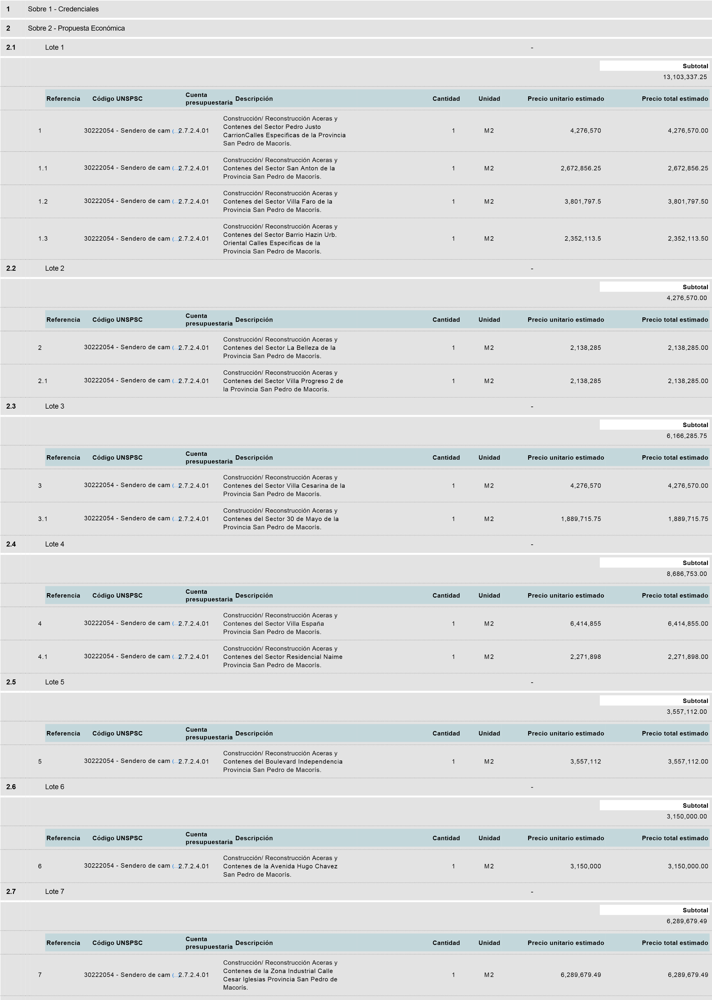 1 Sobre 1 - Credenciales
2 Sobre 2 - Propuesta Económica
2.1 Lote 1 -
Subtotal
13,103,337.25
Referencia Código UNSPSC Cuenta presupuestaria Descripción Cantidad Unidad Precio unitario estimado Precio total estimado
Construcción/ Reconstrucción Aceras y
Contenes del Sector Pedro Justo
1 30222054 - Sendero de cam (...) 2.7.2.4.01 CarrionCalles Especificas de la Provincia 1 M2 4,276,570 4,276,570.00
San Pedro de Macorís.
Construcción/ Reconstrucción Aceras y
1.1 30222054 - Sendero de cam (...) 2.7.2.4.01 Contenes del Sector San Anton de la 1 M2 2,672,856.25 2,672,856.25
Provincia San Pedro de Macorís.
Construcción/ Reconstrucción Aceras y
1.2 30222054 - Sendero de cam (...) 2.7.2.4.01 Contenes del Sector Villa Faro de la 1 M2 3,801,797.5 3,801,797.50
Provincia San Pedro de Macorís.
Construcción/ Reconstrucción Aceras y
Contenes del Sector Barrio Hazin Urb.
1.3 30222054 - Sendero de cam (...) 2.7.2.4.01 Oriental Calles Especificas de la 1 M2 2,352,113.5 2,352,113.50
Provincia San Pedro de Macorís.
2.2 Lote 2 -
Subtotal
4,276,570.00
Referencia Código UNSPSC Cuenta presupuestaria Descripción Cantidad Unidad Precio unitario estimado Precio total estimado
Construcción/ Reconstrucción Aceras y
2 30222054 - Sendero de cam (...) 2.7.2.4.01 Contenes del Sector La Belleza de la 1 M2 2,138,285 2,138,285.00
Provincia San Pedro de Macorís.
Construcción/ Reconstrucción Aceras y
2.1 30222054 - Sendero de cam (...) 2.7.2.4.01 Contenes del Sector Villa Progreso 2 de 1 M2 2,138,285 2,138,285.00
la Provincia San Pedro de Macorís.
2.3 Lote 3 -
Subtotal
6,166,285.75
Referencia Código UNSPSC Cuenta presupuestaria Descripción Cantidad Unidad Precio unitario estimado Precio total estimado
Construcción/ Reconstrucción Aceras y
3 30222054 - Sendero de cam (...) 2.7.2.4.01 Contenes del Sector Villa Cesarina de la 1 M2 4,276,570 4,276,570.00
Provincia San Pedro de Macorís.
Construcción/ Reconstrucción Aceras y
3.1 30222054 - Sendero de cam (...) 2.7.2.4.01 Contenes del Sector 30 de Mayo de la 1 M2 1,889,715.75 1,889,715.75
Provincia San Pedro de Macorís.
2.4 Lote 4 -
Subtotal
8,686,753.00
Referencia Código UNSPSC Cuenta presupuestaria Descripción Cantidad Unidad Precio unitario estimado Precio total estimado
Construcción/ Reconstrucción Aceras y
4 30222054 - Sendero de cam (...) 2.7.2.4.01 Contenes del Sector Villa España 1 M2 6,414,855 6,414,855.00
Provincia San Pedro de Macorís.
Construcción/ Reconstrucción Aceras y
4.1 30222054 - Sendero de cam (...) 2.7.2.4.01 Contenes del Sector Residencial Naime 1 M2 2,271,898 2,271,898.00
Provincia San Pedro de Macorís.
2.5 Lote 5 -
Subtotal
3,557,112.00
Referencia Código UNSPSC Cuenta presupuestaria Descripción Cantidad Unidad Precio unitario estimado Precio total estimado
Construcción/ Reconstrucción Aceras y
5 30222054 - Sendero de cam (...) 2.7.2.4.01 Contenes del Boulevard Independencia 1 M2 3,557,112 3,557,112.00
Provincia San Pedro de Macorís.
2.6 Lote 6 -
Subtotal
3,150,000.00
Referencia Código UNSPSC Cuenta presupuestaria Descripción Cantidad Unidad Precio unitario estimado Precio total estimado
Construcción/ Reconstrucción Aceras y
6 30222054 - Sendero de cam (...) 2.7.2.4.01 Contenes de la Avenida Hugo Chavez 1 M2 3,150,000 3,150,000.00
San Pedro de Macorís.
2.7 Lote 7 -
Subtotal
6,289,679.49
Referencia Código UNSPSC Cuenta presupuestaria Descripción Cantidad Unidad Precio unitario estimado Precio total estimado
Construcción/ Reconstrucción Aceras y
Contenes de la Zona Industrial Calle
7 30222054 - Sendero de cam (...) 2.7.2.4.01 Cesar Iglesias Provincia San Pedro de 1 M2 6,289,679.49 6,289,679.49
Macorís.